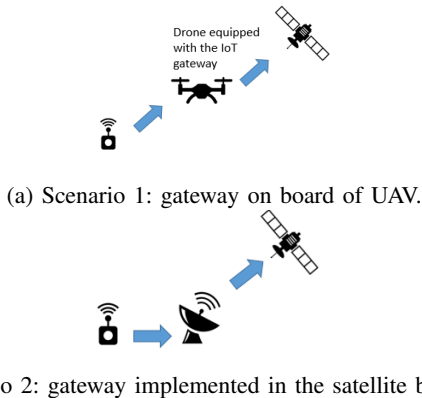 Drone equipped
with the IoT
gateway
(a) Scenario 1: gateway on board of UAV.
o 2: gateway implemented in the satellite b